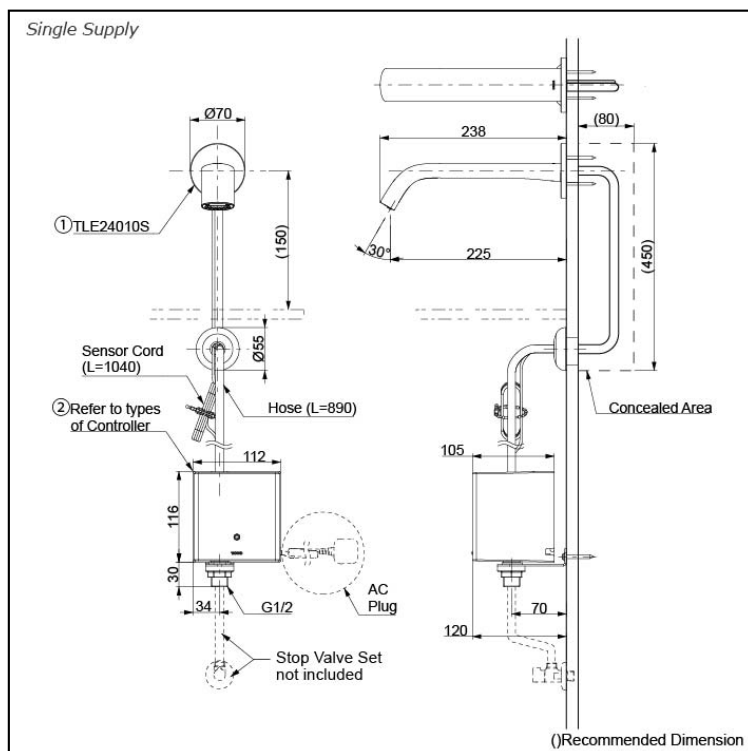 Single Supply
Ø70
238
(80)
①TLE24010S
(150)
30°
225
(450)
Ø55
Sensor Cord
(L=1040)
②Refer to types
of Controller
Hose (L=890)
Concealed Area
112
105
116
30
34
G1/2
AC
Plug
70
120
Stop Valve Set
not included
()Recommended Dimension